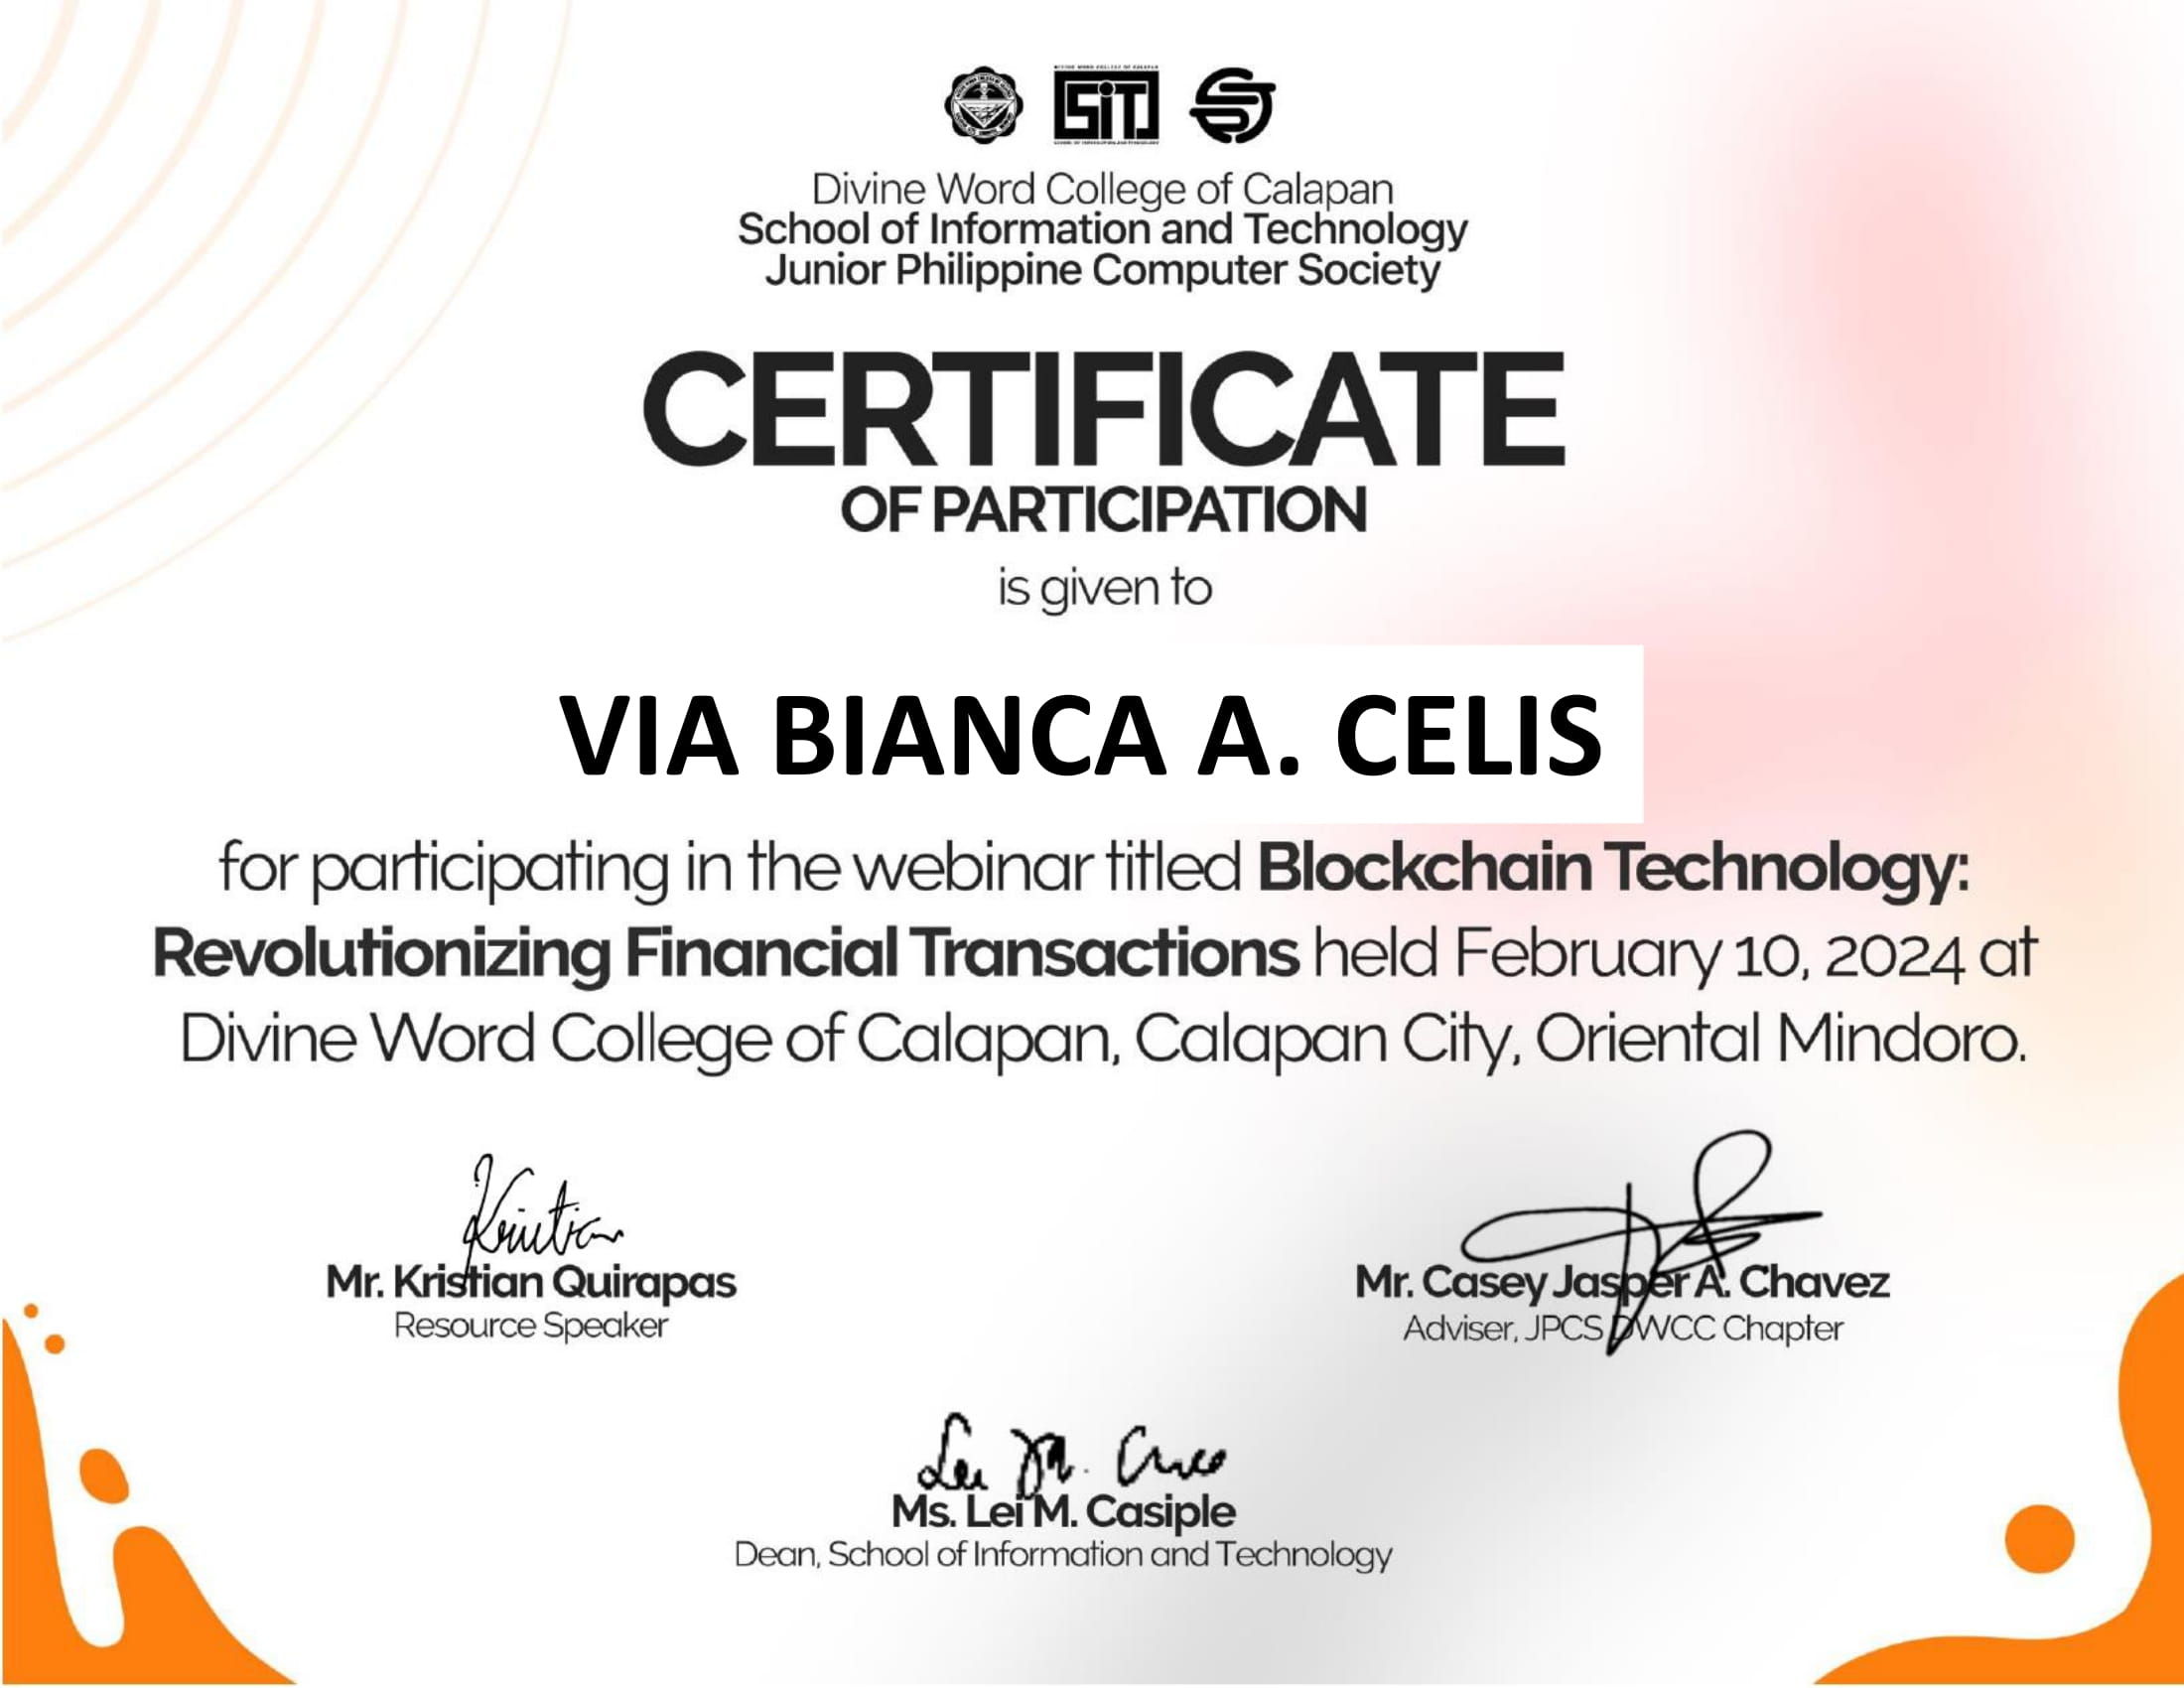 SiT
Divine Word College of Calapan
School of Information and Technology
Junior Philippine Computer Society
CERTIFICATE
OF PARTICIPATION
is given to
VIA BIANCA A. CELIS
for participating in the webinar titled Blockchain Technology:
Revolutionizing Financial Transactions held February 10, 2024 at
Divine Word College of Calapan, Calapan City, Oriental Mindoro.
Mr. Kristian Quirapas
Resource Speaker
Mr. Casey Jasper A. Chavez
Adviser, JPCS DWCC Chapter
Ms. Lei M. Casiple
Dean, School of Information and Technology